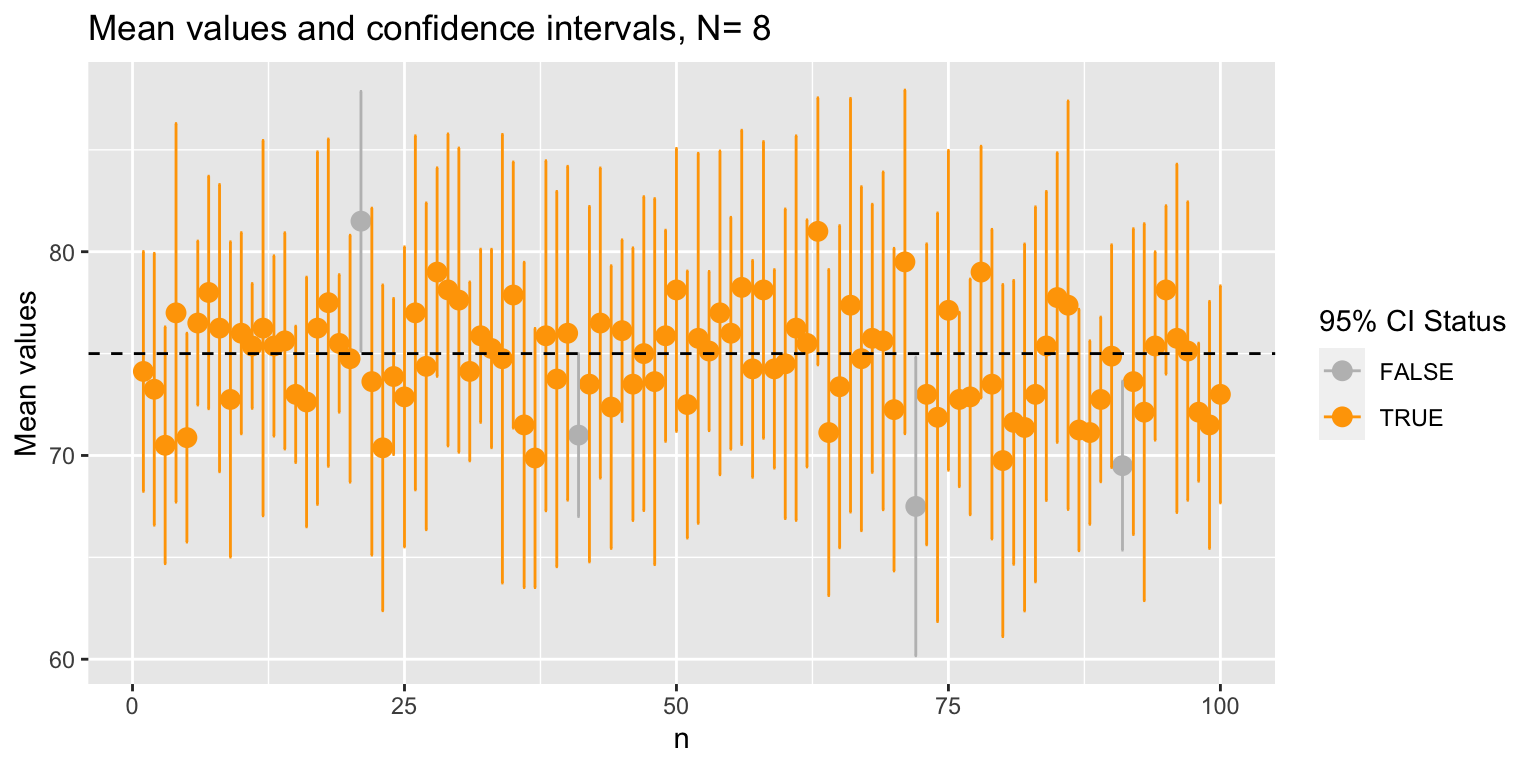 Mean values and confidence intervals, N= 8
Mean values
80
70
60
0
25
50
75
100
n
95% CI Status
FALSE
TRUE